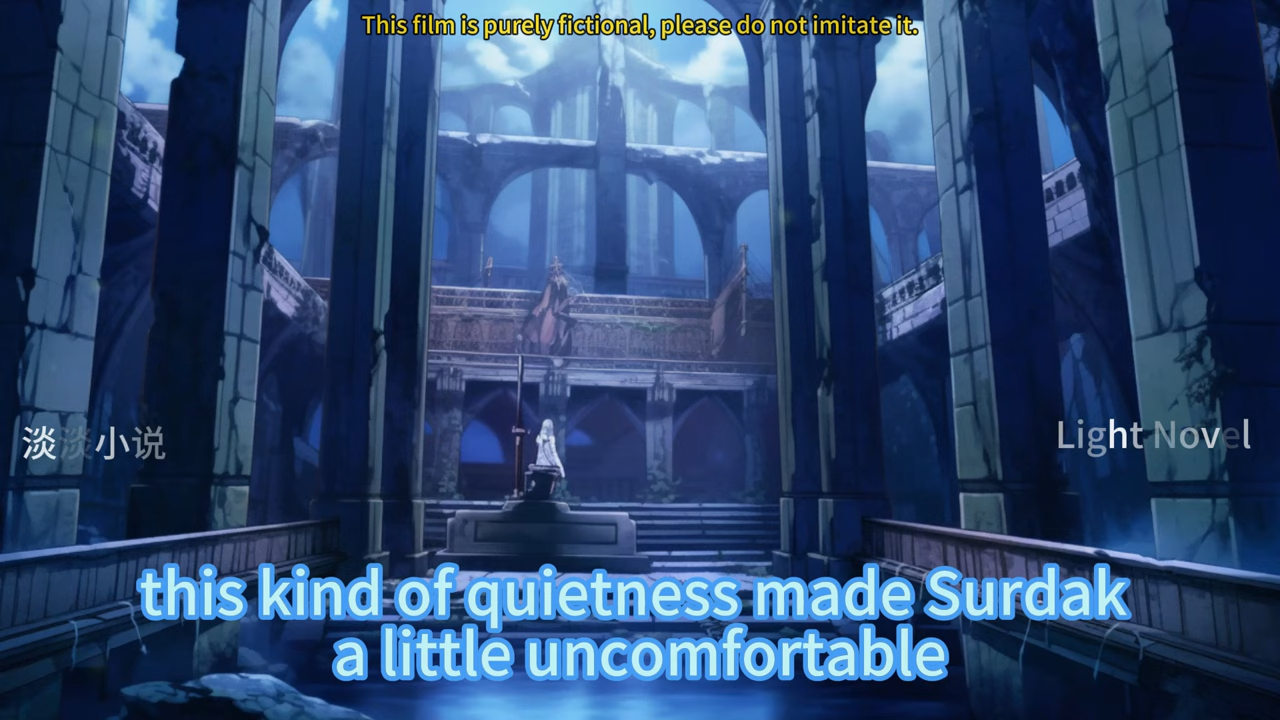 This film is purely fictional, please do not imitate it.
淡淡小说
Light Novel
this kind of quietness made Surdak
a little uncomfortable